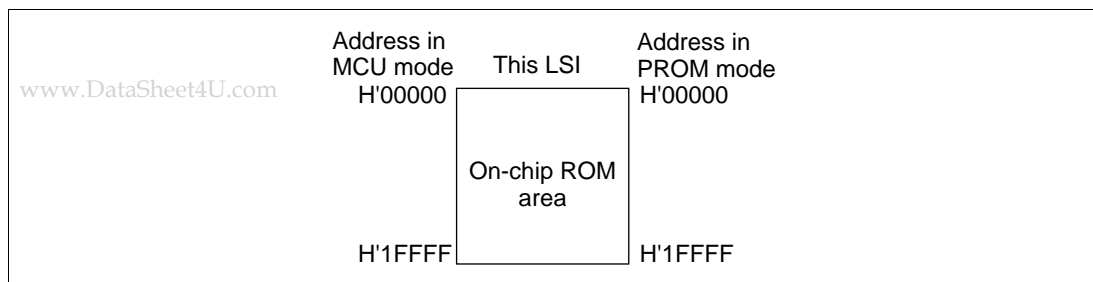 Address in
MCU mode
This LSI
Address in
PROM mode
www.DataSheet4U.com
H'00000
H'00000
On-chip ROM
area
H'1FFFF
H'1FFFF